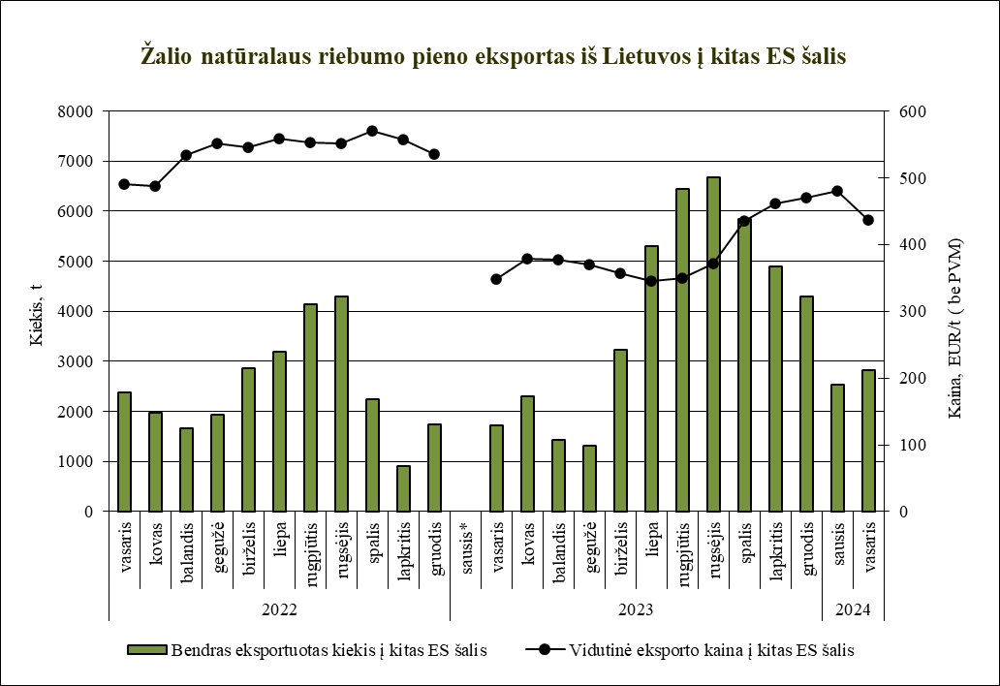 Žalio natūralaus riebumo pieno eksportas iš Lietuvos į kitas ES šalis
8000
7000
6000
5000
4000
3000
2000
1000
0
Kiekis, t
600
500
400
300
200
100
0
Kaina, EUR/t ( be PVM)
vasaris
kovas
balandis
gegužė
birželis
liepa
rugpjūtis
rugsėjis
spalis
lapkritis
gruodis
sausis*
vasaris
kovas
balandis
gegužė
birželis
liepa
rugpjūtis
rugsėjis
spalis
lapkritis
gruodis
sausis
vasaris
2022
2023
2024
Bendras eksportuotas kiekis į kitas ES šalis
Vidutinė eksporto kaina į kitas ES šalis